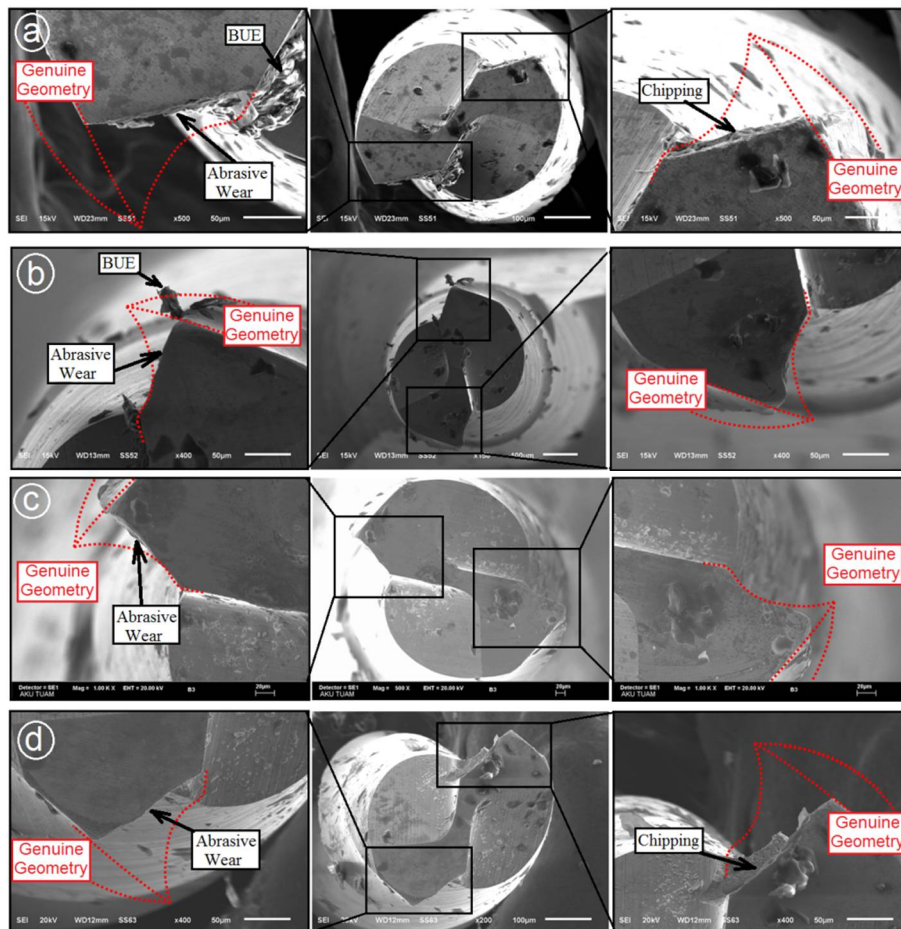 a
Genuine
Geometry
BUE
Abrasive
Wear
SEI 15kV WD23mm SS51 x500 50µm
SEI 15kV WD23mm SS51 100µm
Chipping
Genuine
Geometry
SEI 15kV WD23mm SS51 x500 50µm
b
BUE
Genuine
Geometry
Abrasive
Wear
SEI 15kV WD13mm SS52 x400 50µm
SEI 15kV WD13mm SS52 x150 100µm
Genuine
Geometry
SEI 15kV WD13mm SS52 x400 50µm
c
Genuine
Geometry
Abrasive
Wear
Detector = SE1 Mag = 1.00 K X EHT = 20.00 kV B3 20µm
AKU TUAM
Detector = SE1 Mag = 500 X EHT = 20.00 kV B3 20µm
AKU TUAM
Genuine
Geometry
Detector = SE1 Mag = 1.00 K X EHT = 20.00 kV B3 20µm
AKU TUAM
d
Genuine
Geometry
Abrasive
Wear
SEI 20kV WD12mm SS63 x400 50µm
SEI 20kV WD12mm SS63 x200 100µm
Chipping
Genuine
Geometry
SEI 20kV WD12mm SS63 x400 50µm